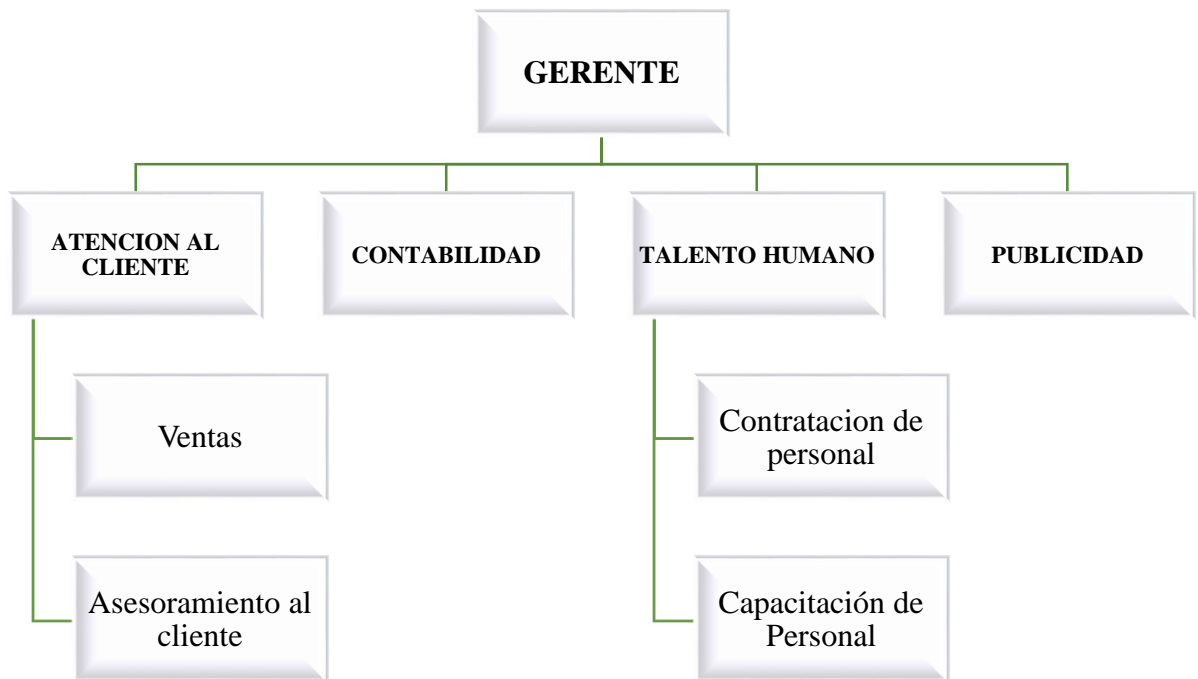 GERENTE
ATENCION AL
CLIENTE
CONTABILIDAD
TALENTO HUMANO
PUBLICIDAD
Ventas
Asesoramiento al
cliente
Contratacion de
personal
Capacitación de
Personal